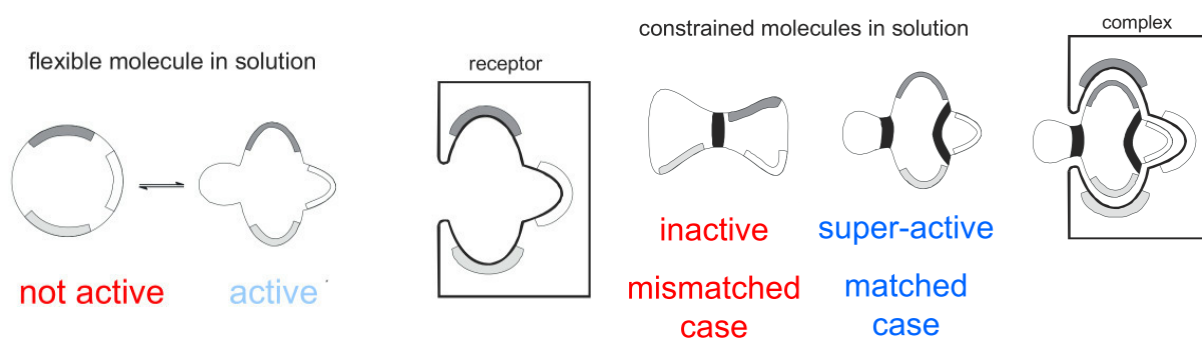 flexible molecule in solution
not active
active
receptor
constrained molecules in solution
inactive
super-active
mismatched
case
matched
case
complex